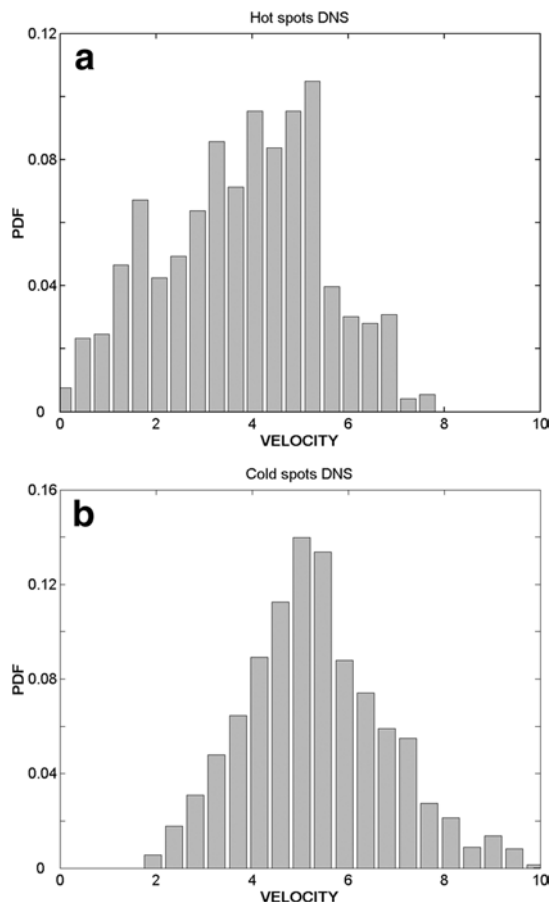 Hot spots DNS
a
0.12
0.08
0.04
0
PDF
0 2 4 6 8 10
VELOCITY
Cold spots DNS
b
0.16
0.12
0.08
0.04
0
PDF
0 2 4 6 8 10
VELOCITY